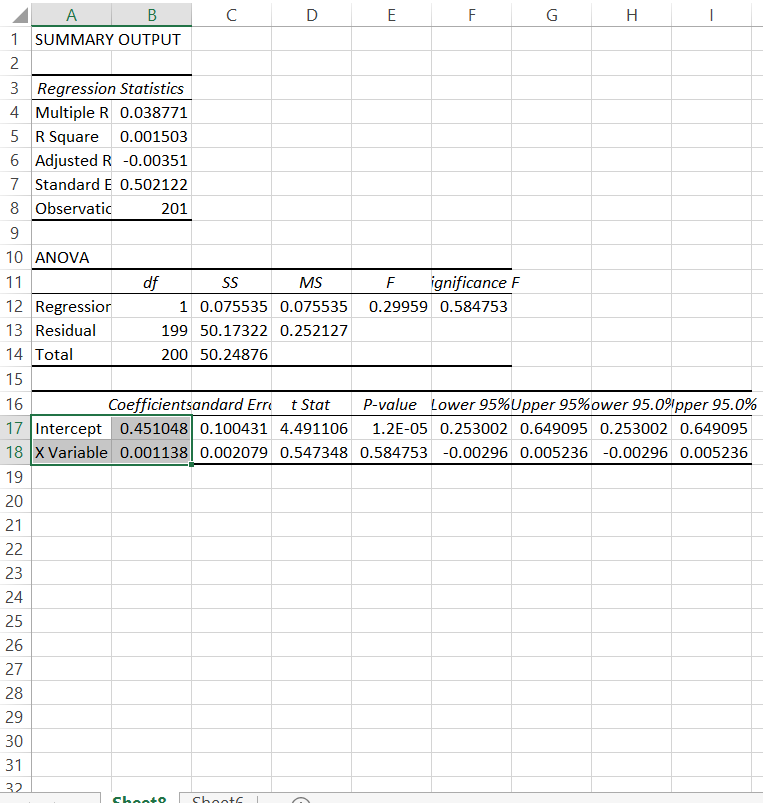 A B C D E F G H I
1 SUMMARY OUTPUT
2
3 Regression Statistics
4 Multiple R 0.038771
5 R Square 0.001503
6 Adjusted R -0.00351
7 Standard E 0.502122
8 Observatic 201
9
10 ANOVA
11 df SS MS F ignificance F
12 Regression 1 0.075535 0.075535 0.29959 0.584753
13 Residual 199 50.17322 0.252127
14 Total 200 50.24876
15
16 Coefficients andard Erro t Stat P-value Lower 95% Upper 95% ower 95.0% pper 95.0%
17 Intercept 0.451048 0.100431 4.491106 1.2E-05 0.253002 0.649095 0.253002 0.649095
18 X Variable 0.001138 0.002079 0.547348 0.584753 -0.00296 0.005236 -0.00296 0.005236
19
20
21
22
23
24
25
26
27
28
29
30
31
32
Sheet8 Sheet6